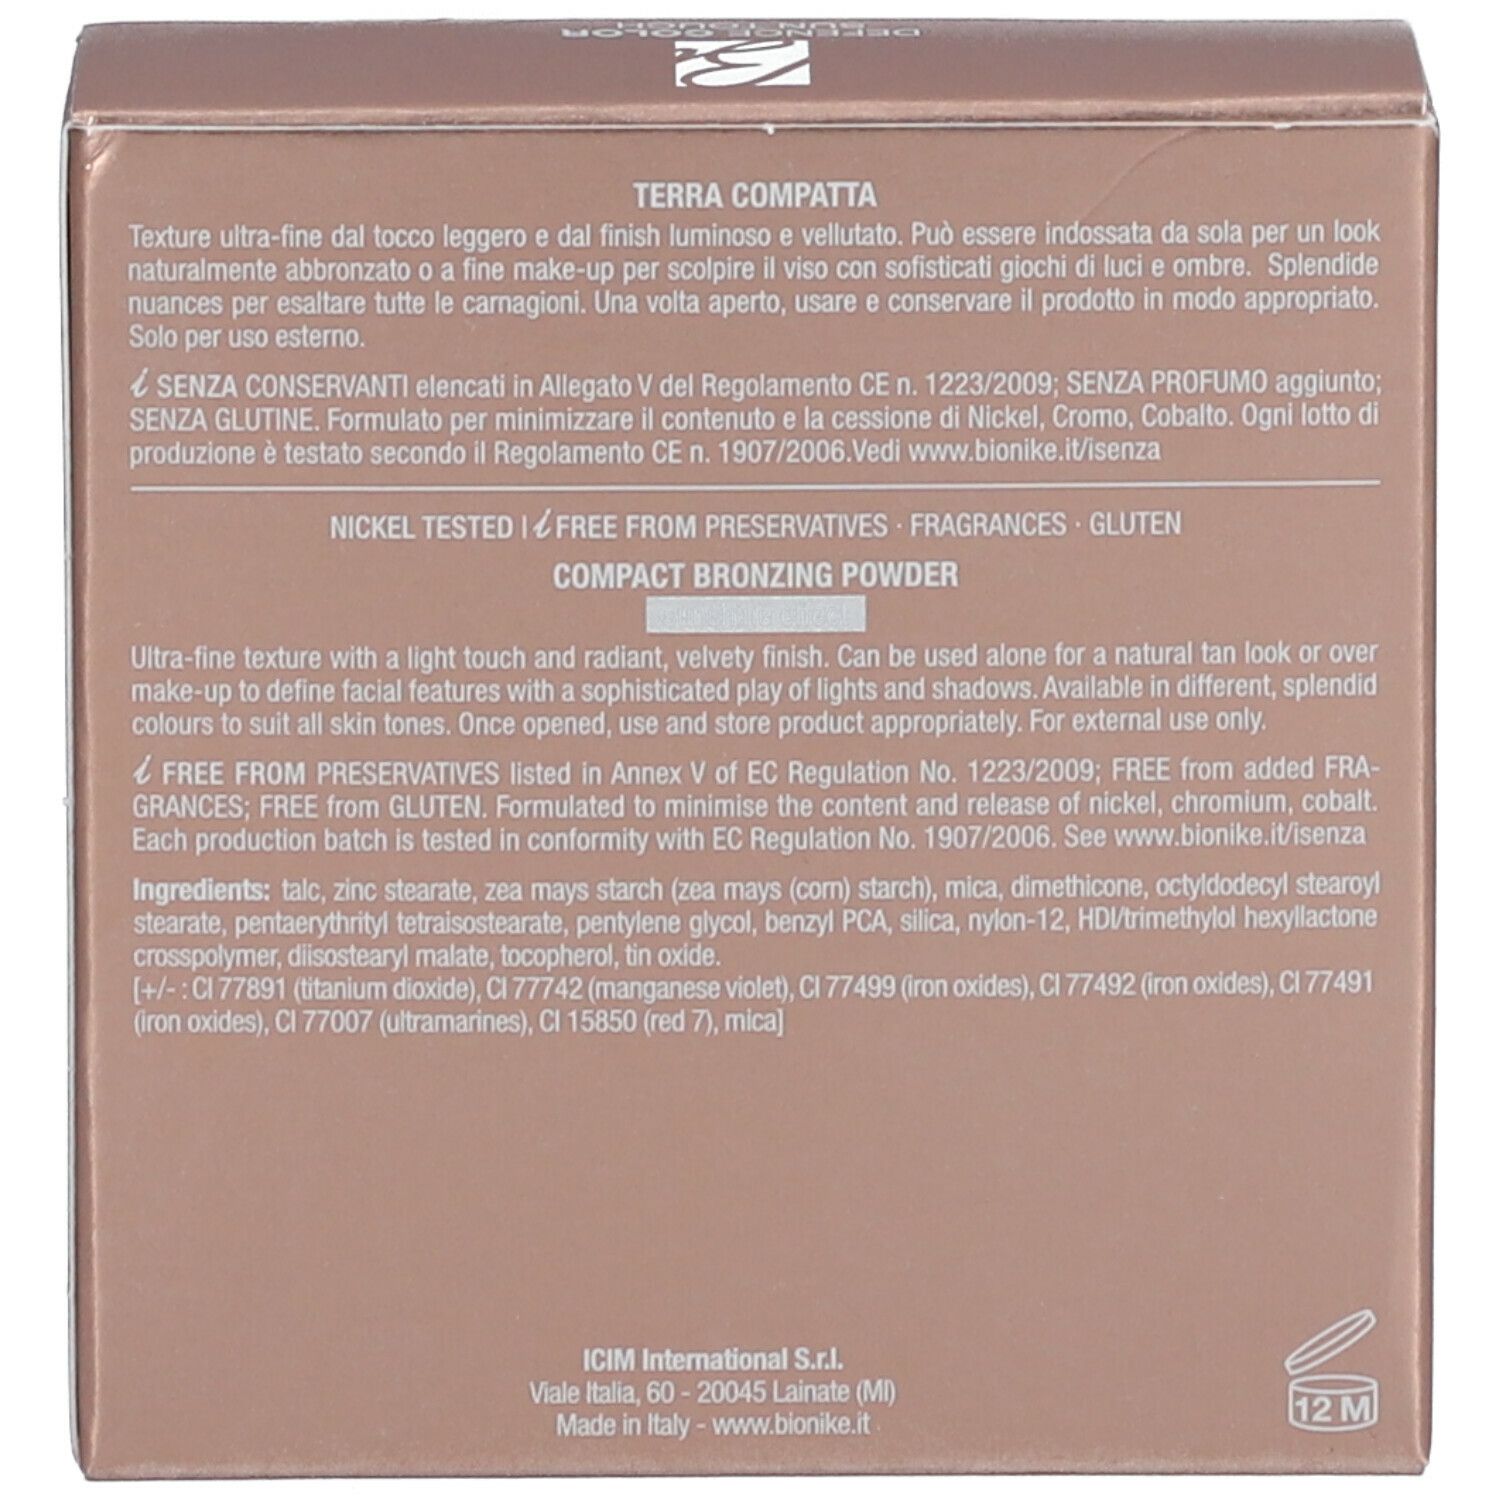 DEFENCE COLOR
SUN TOUCH
TERRA COMPATTA
Texture ultra-fine dal tocco leggero e dal finish luminoso e vellutato. Può essere indossata da sola per un look
naturalmente abbronzato o a fine make-up per scolpire il viso con sofisticati giochi di luci e ombre. Splendide
nuances per esaltare tutte le carnagioni. Una volta aperto, usare e conservare il prodotto in modo appropriato.
Solo per uso esterno.
i SENZA CONSERVANTI elencati in Allegato V del Regolamento CE n. 1223/2009; SENZA PROFUMO aggiunto;
SENZA GLUTINE. Formulato per minimizzare il contenuto e la cessione di Nickel, Cromo, Cobalto. Ogni lotto di
produzione è testato secondo il Regolamento CE n. 1907/2006.Vedi www.bionike.it/isenza
NICKEL TESTED | i FREE FROM PRESERVATIVES · FRAGRANCES · GLUTEN
COMPACT BRONZING POWDER
Ultra-fine texture with a light touch and radiant, velvety finish. Can be used alone for a natural tan look or over
make-up to define facial features with a sophisticated play of lights and shadows. Available in different, splendid
colours to suit all skin tones. Once opened, use and store product appropriately. For external use only.
i FREE FROM PRESERVATIVES listed in Annex V of EC Regulation No. 1223/2009; FREE from added FRA-
GRANCES; FREE from GLUTEN. Formulated to minimise the content and release of nickel, chromium, cobalt.
Each production batch is tested in conformity with EC Regulation No. 1907/2006. See www.bionike.it/isenza
Ingredients: talc, zinc stearate, zea mays starch (zea mays (corn) starch), mica, dimethicone, octyldodecyl stearoyl
stearate, pentaerythrityl tetraisostearate, pentylene glycol, benzyl PCA, silica, nylon-12, HDI/trimethylol hexyllactone
crosspolymer, diisostearyl malate, tocopherol, tin oxide.
[+/- : CI 77891 (titanium dioxide), CI 77742 (manganese violet), CI 77499 (iron oxides), CI 77492 (iron oxides), CI 77491
(iron oxides), CI 77007 (ultramarines), CI 15850 (red 7), mica]
ICIM International S.r.l.
Viale Italia, 60 - 20045 Lainate (MI)
Made in Italy - www.bionike.it
12 M